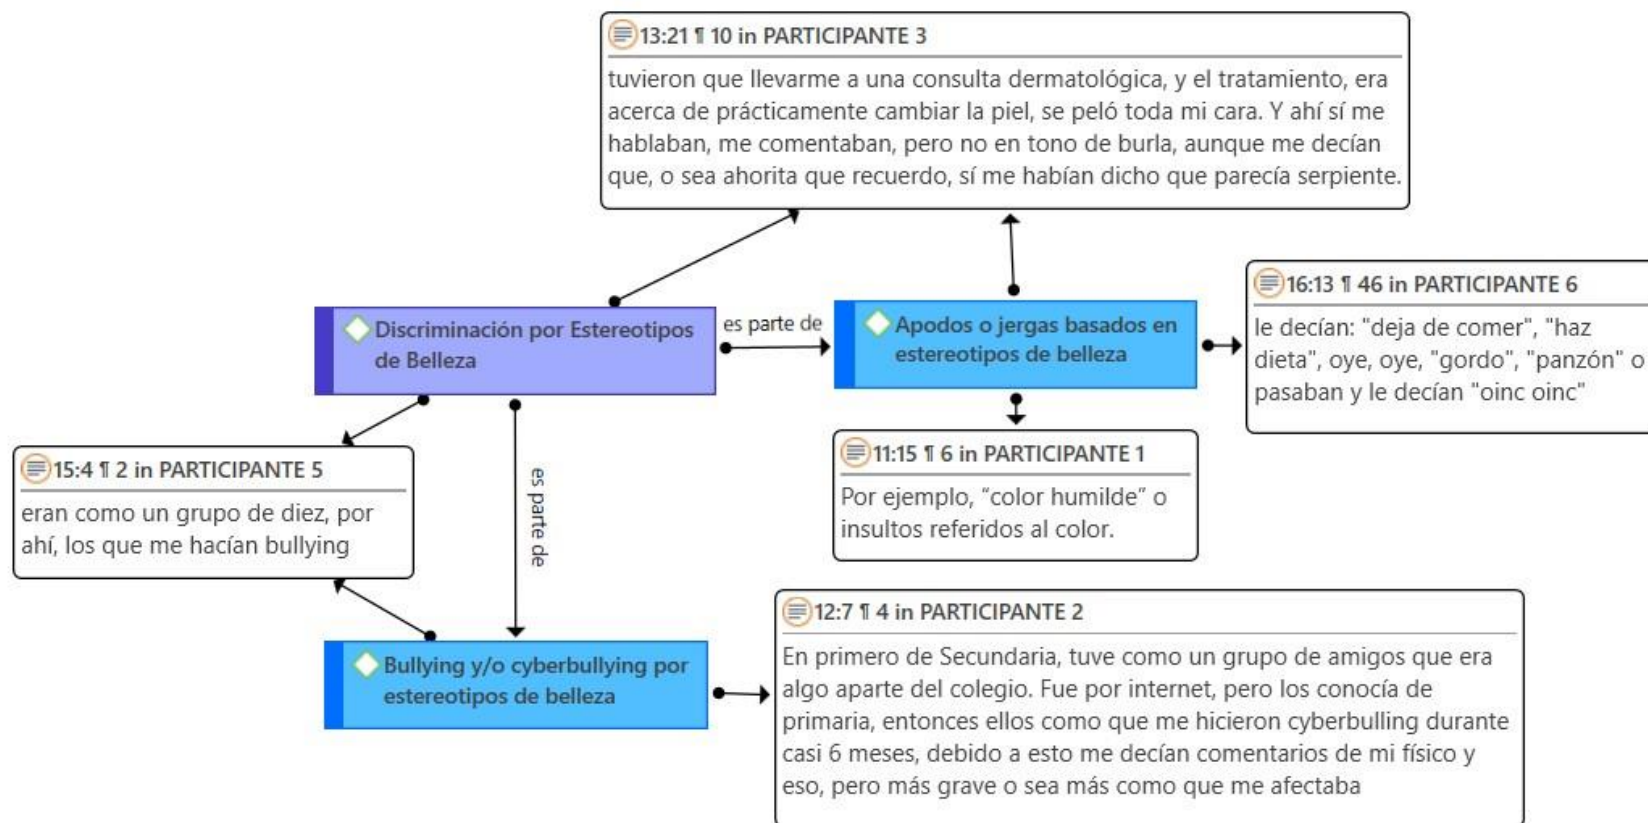 13:21 ¶ 10 in PARTICIPANTE 3
tuvieron que llevarme a una consulta dermatológica, y el tratamiento, era
acerca de prácticamente cambiar la piel, se peló toda mi cara. Y ahí sí me
hablaban, me comentaban, pero no en tono de burla, aunque me decían
que, o sea ahorita que recuerdo, sí me habían dicho que parecía serpiente.
Discriminación por Estereotipos
de Belleza
es parte de
Apodos o jergas basados en
estereotipos de belleza
16:13 ¶ 46 in PARTICIPANTE 6
le decían: "deja de comer", "haz
dieta", oye, oye, "gordo", "panzón" o
pasaban y le decían "oinc oinc"
15:4 ¶ 2 in PARTICIPANTE 5
eran como un grupo de diez, por
ahí, los que me hacían bullying
es parte de
11:15 ¶ 6 in PARTICIPANTE 1
Por ejemplo, “color humilde” o
insultos referidos al color.
Bullying y/o cyberbullying por
estereotipos de belleza
12:7 ¶ 4 in PARTICIPANTE 2
En primero de Secundaria, tuve como un grupo de amigos que era
algo aparte del colegio. Fue por internet, pero los conocía de
primaria, entonces ellos como que me hicieron cyberbulling durante
casi 6 meses, debido a esto me decían comentarios de mi físico y
eso, pero más grave o sea más como que me afectaba